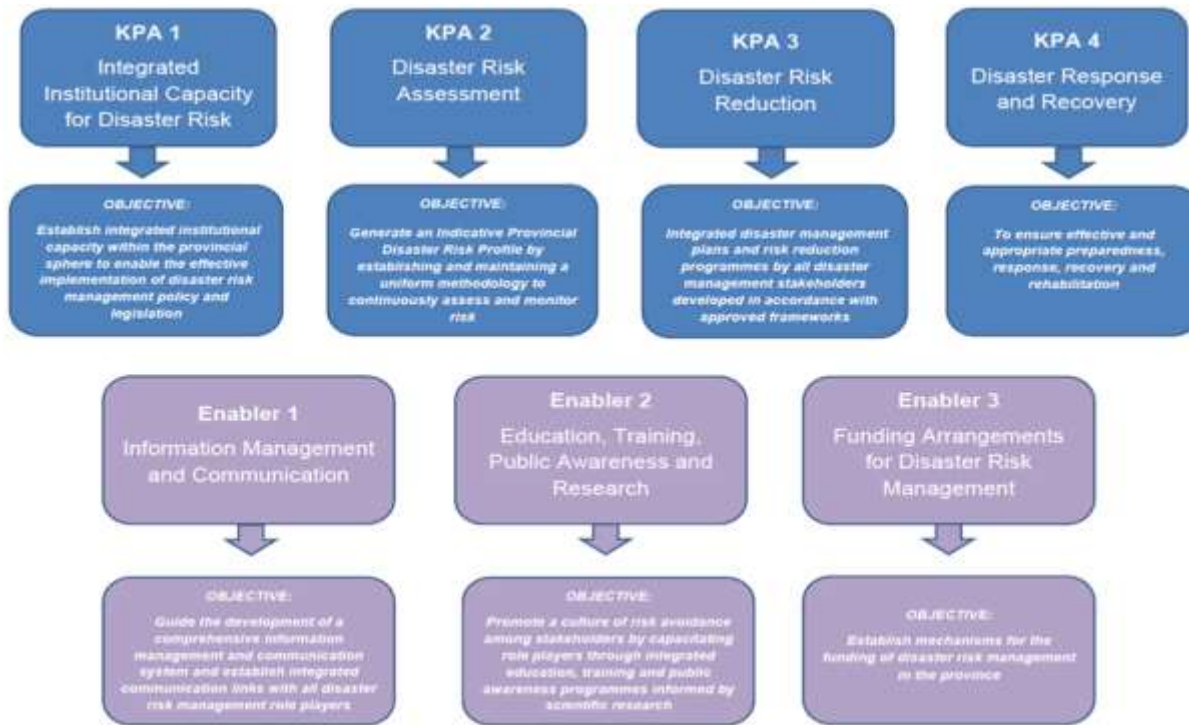 KPA 1
Integrated
Institutional Capacity
for Disaster Risk
KPA 2
Disaster Risk
Assessment
KPA 3
Disaster Risk
Reduction
KPA 4
Disaster Response
and Recovery
OBJECTIVE:
Establish integrated institutional
capacity within the provincial
sphere to enable the effective
implementation of disaster risk
management policy and
legislation
OBJECTIVE:
Generate an Indicative Provincial
Disaster Risk Profile by
establishing and maintaining a
uniform methodology to
continuously assess and monitor
risk
OBJECTIVE:
Integrated disaster management
plans and risk reduction
programmes by all disaster
management stakeholders
developed in accordance with
approved frameworks
OBJECTIVE:
To ensure effective and
appropriate preparedness,
response, recovery and
rehabilitation
Enabler 1
Information Management
and Communication
Enabler 2
Education, Training,
Public Awareness and
Research
Enabler 3
Funding Arrangements
for Disaster Risk
Management
OBJECTIVE:
Guide the development of a
comprehensive information
management and communication
system and establish integrated
communication links with all disaster
risk management role players
OBJECTIVE:
Promote a culture of risk avoidance
among stakeholders by capacitating
role players through integrated
education, training and public
awareness programmes informed by
scientific research
OBJECTIVE:
Establish mechanisms for the
funding of disaster risk management
in the province